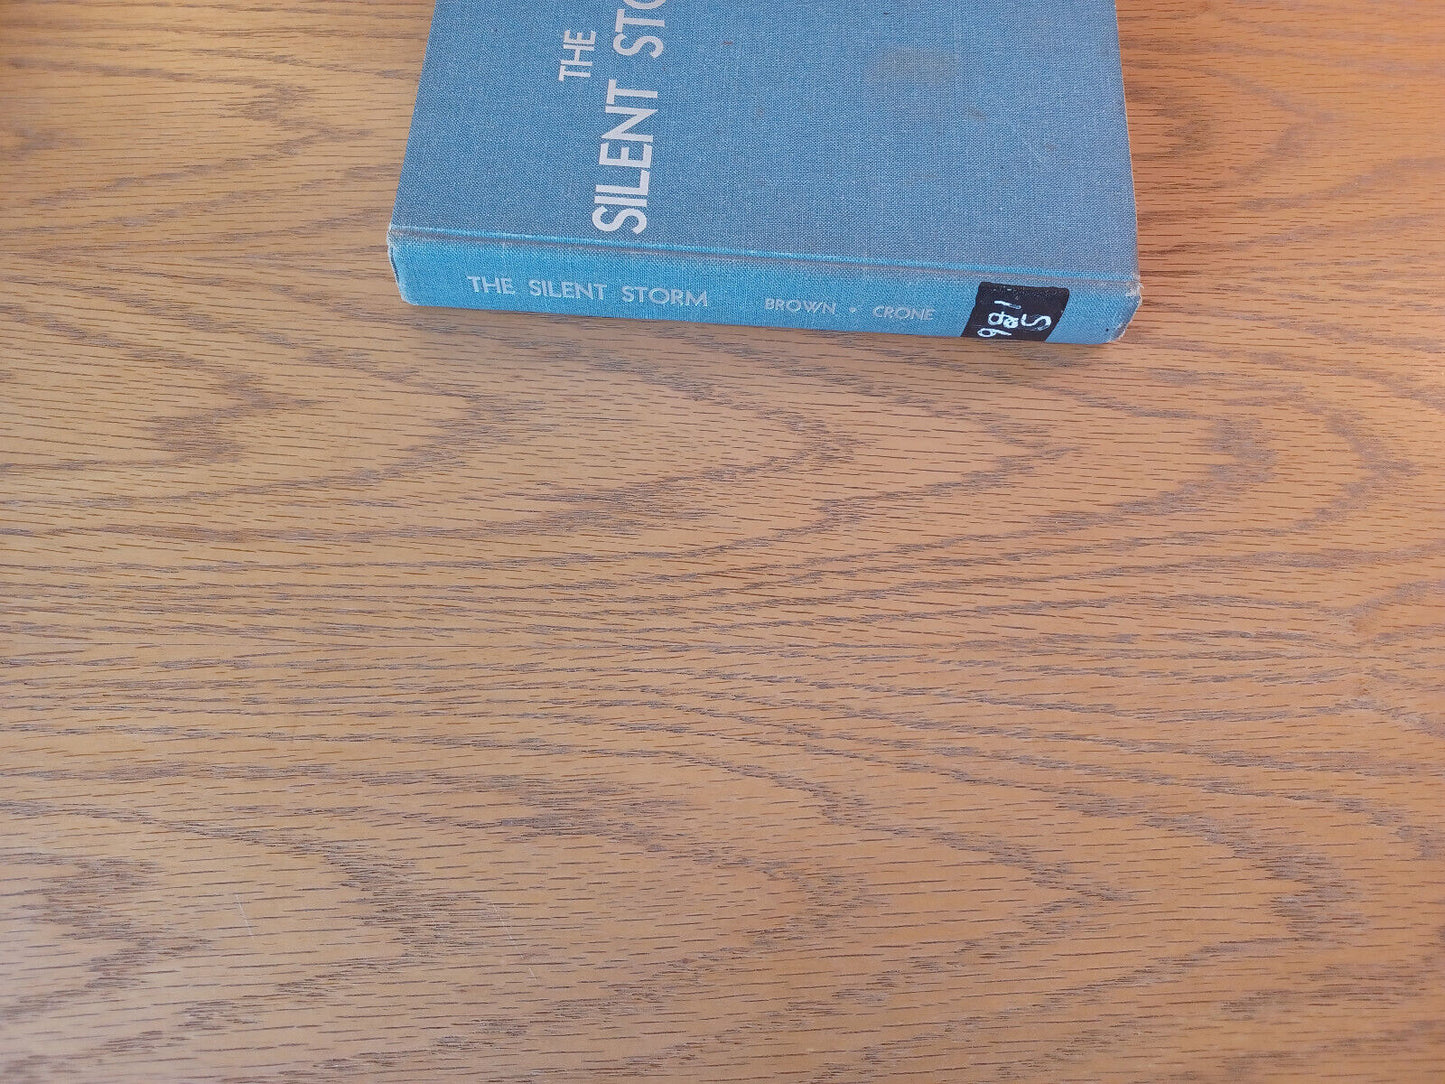 THE
SILENT STO
THE SILENT STORM BROWN • CRONE
S